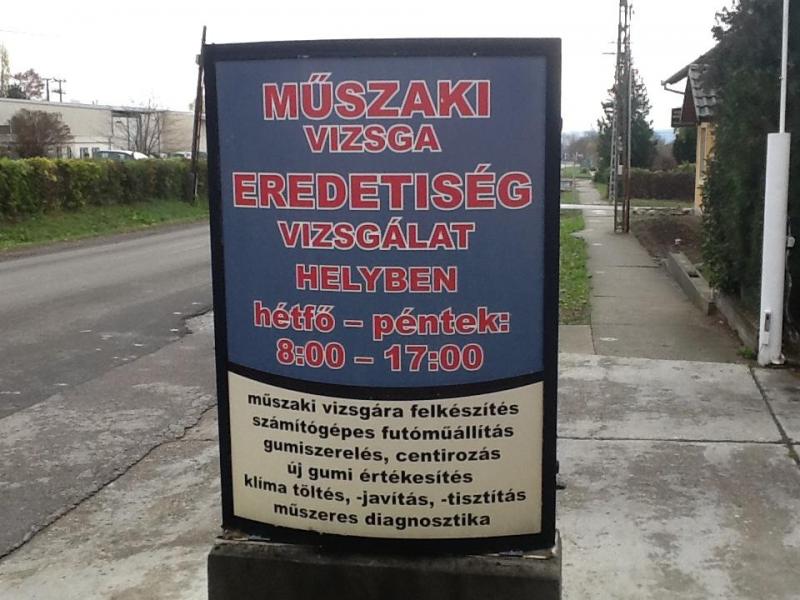 MŰSZAKI
VIZSGA
EREDETISÉG
VIZSGÁLAT
HELYBEN
hétfő – péntek:
8:00 – 17:00
műszaki vizsgára felkészítés
számítógépes futóműállítás
gumiszerelés, centirozás
új gumi értékesítés
klíma töltés, -javítás, -tisztítás
műszeres diagnosztika